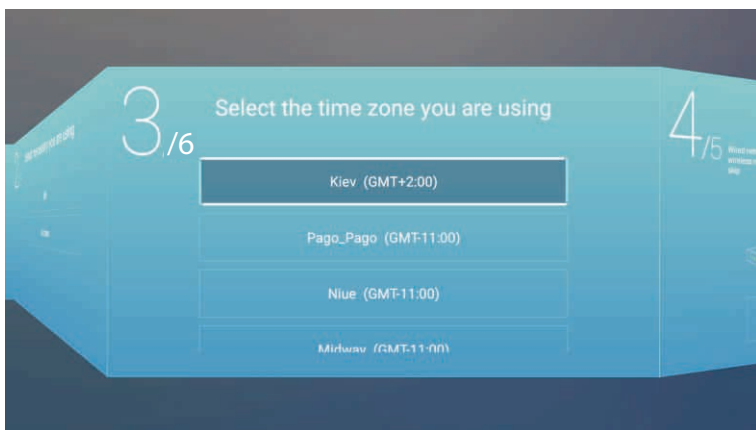 3/6
Select the time zone you are using
Kiev (GMT+2:00)
Pago_Pago (GMT-11:00)
Niue (GMT-11:00)
Midway (GMT-11:00)
4/5